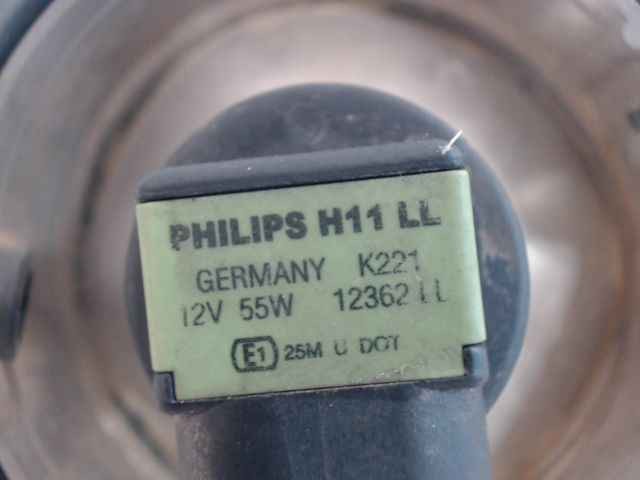 PHILIPS H11 LL
GERMANY K221
12V 55W 12362 LL
E1 25M U DOT